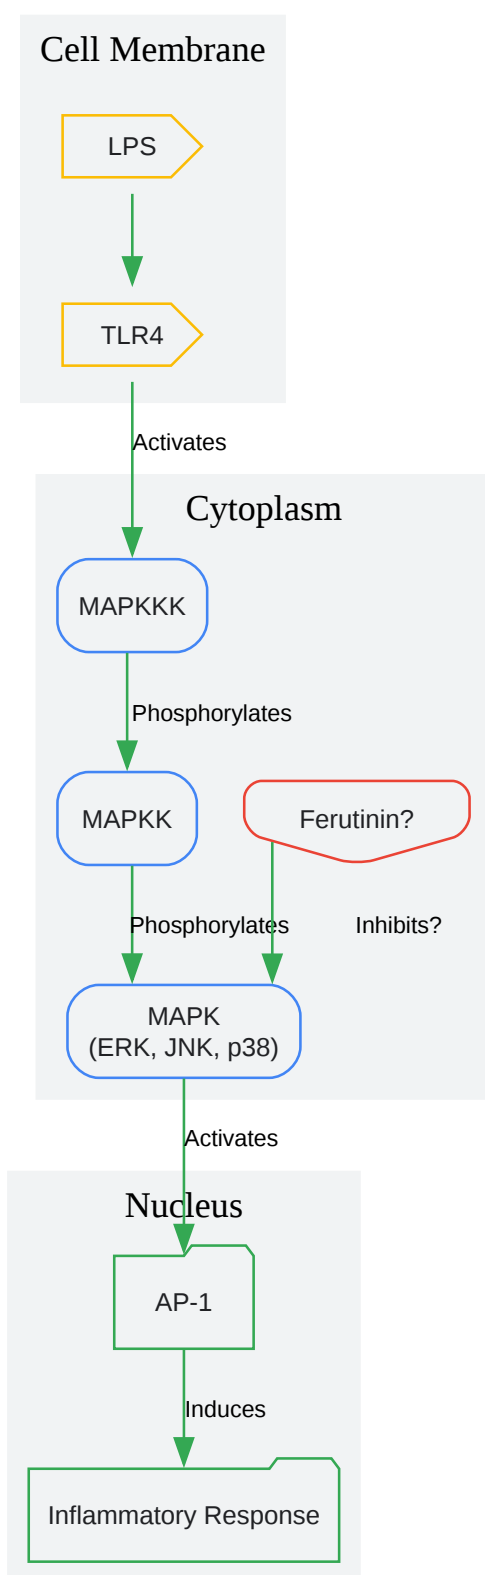 Cell Membrane
LPS
TLR4
Activates
Cytoplasm
MAPKKK
Phosphorylates
MAPKK
Ferutinin?
Phosphorylates
Inhibits?
MAPK
(ERK, JNK, p38)
Activates
Nucleus
AP-1
Induces
Inflammatory Response